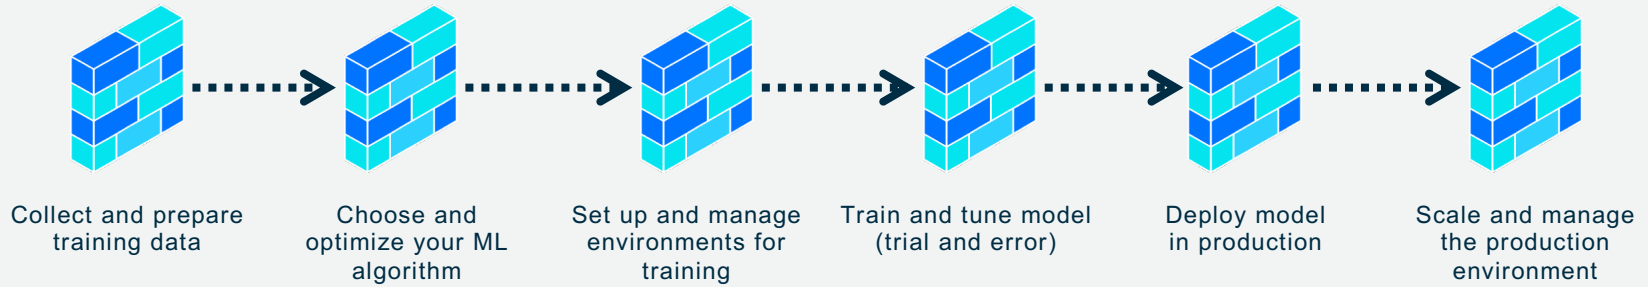 Collect and prepare
training data
Choose and
optimize your ML
algorithm
Set up and manage
environments for
training
Train and tune model
(trial and error)
Deploy model
in production
Scale and manage
the production
environment